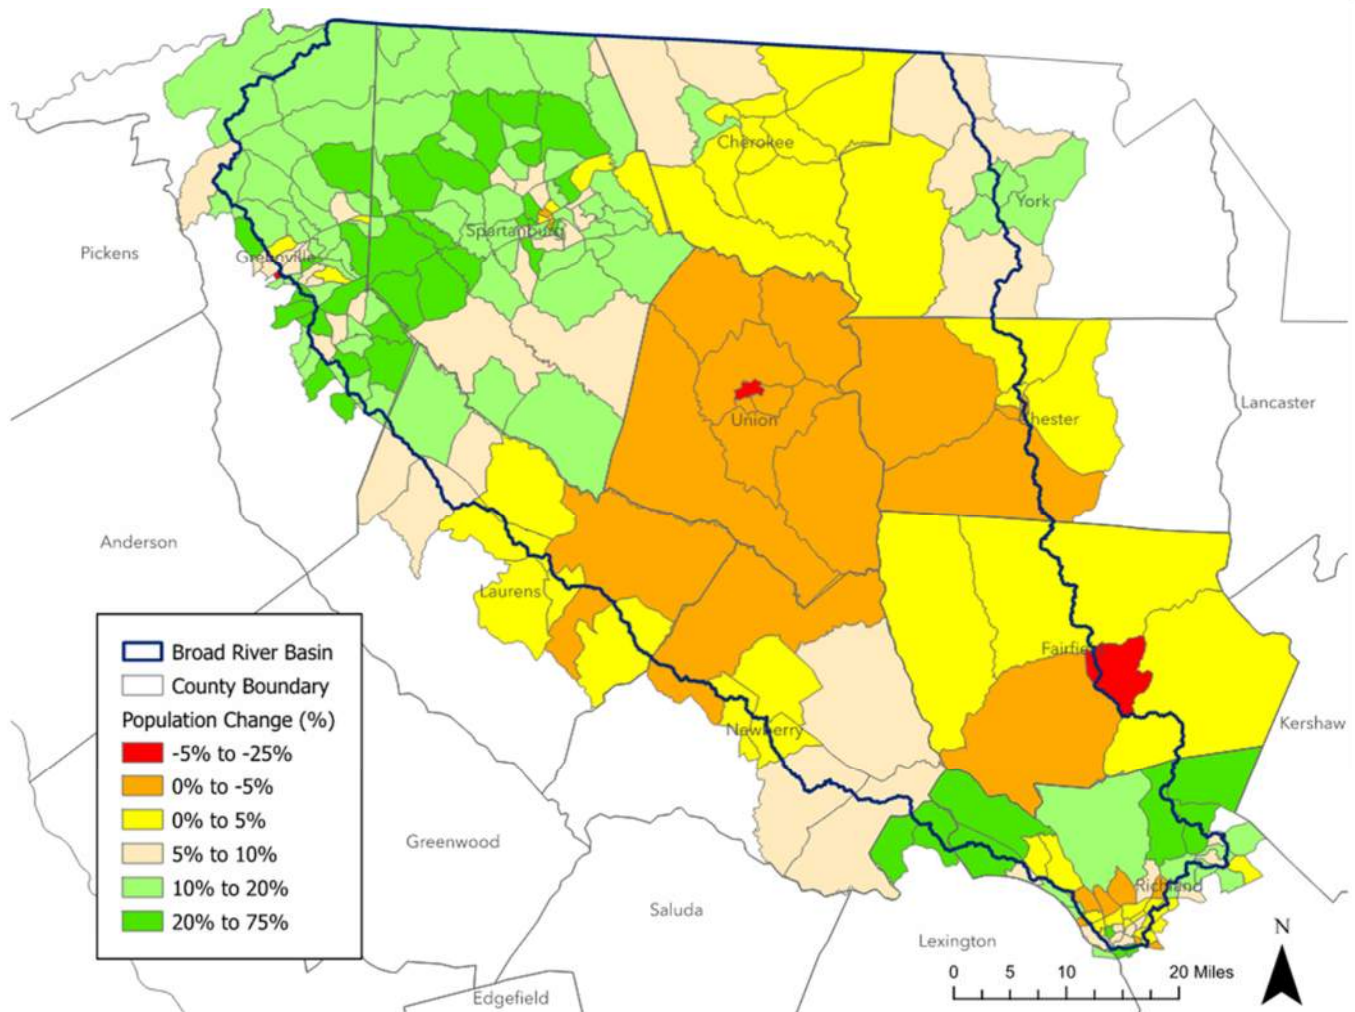 Cherokee
York
Spartanburg
Greenville
Pickens
Union
Chester
Lancaster
Anderson
Laurens
Fairfie
Newberry
Kershaw
Broad River Basin
County Boundary
Population Change (%)
-5% to -25%
0% to -5%
0% to 5%
5% to 10%
10% to 20%
20% to 75%
Greenwood
Saluda
Richland
Lexington
Edgefield
N
0 5 10 20 Miles